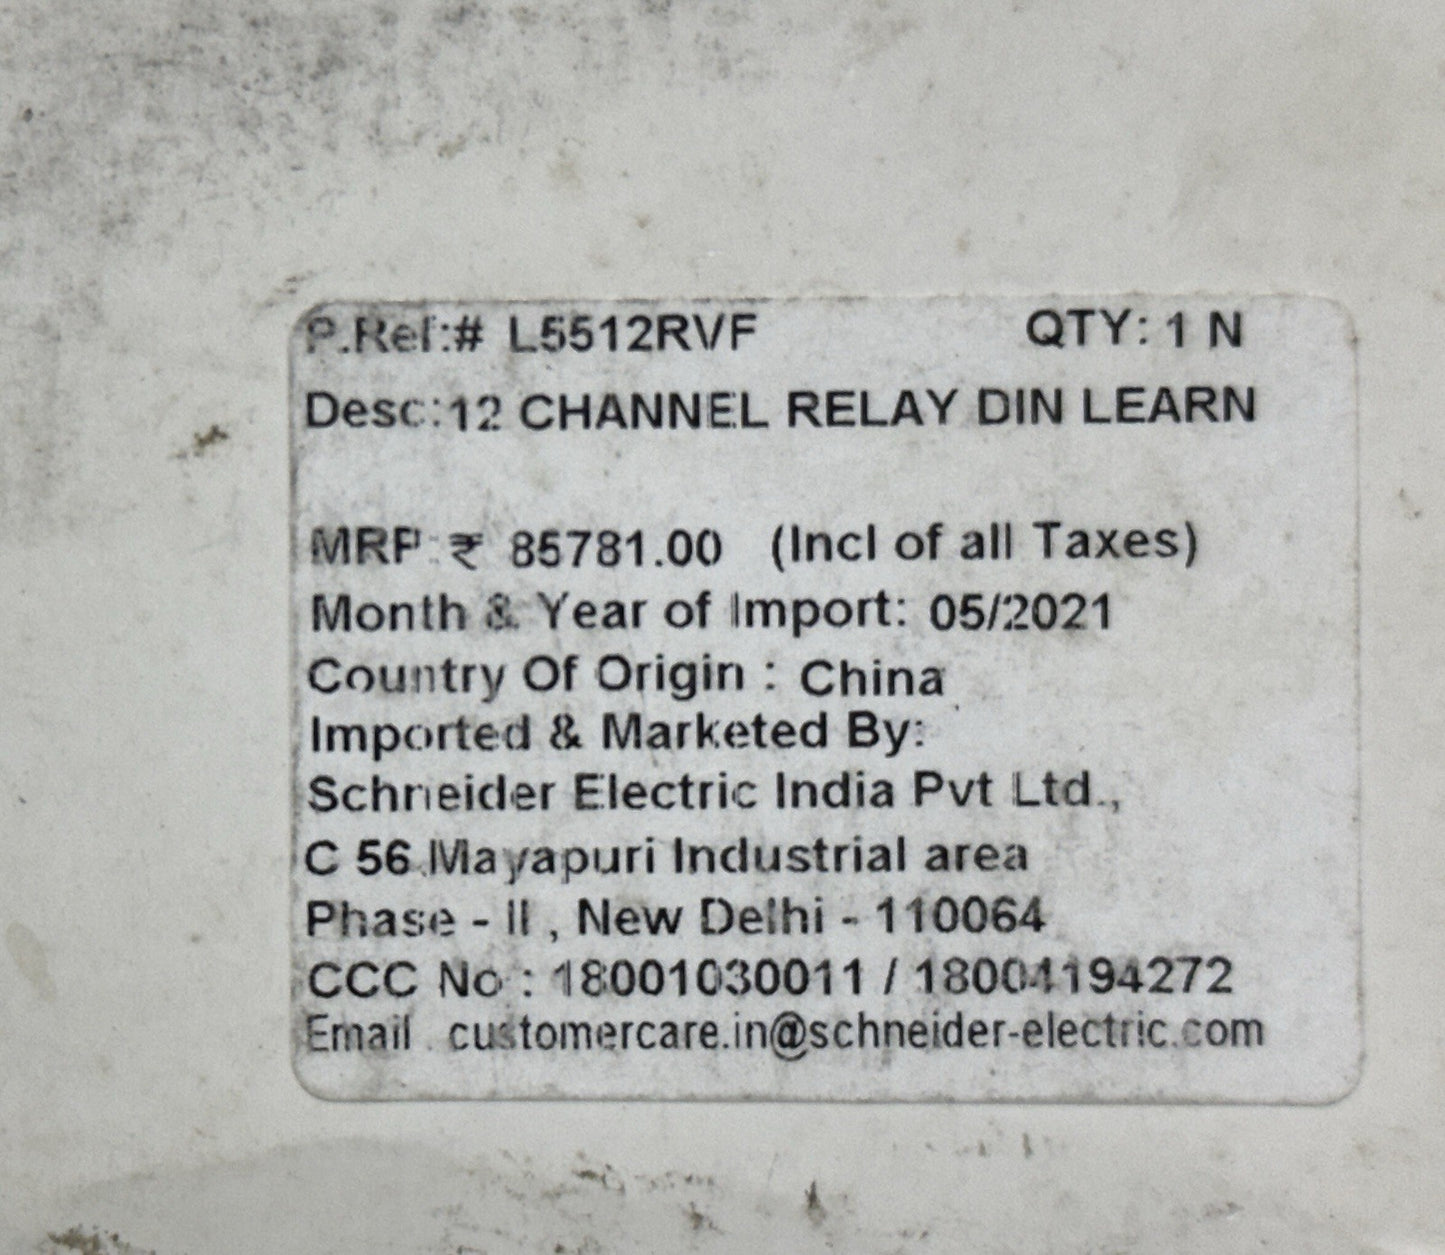 P.Ref:# L5512RVF QTY: 1 N
Desc:12 CHANNEL RELAY DIN LEARN
MRP ₹ 85781.00 (Incl of all Taxes)
Month & Year of Import: 05/2021
Country Of Origin : China
Imported & Marketed By:
Schneider Electric India Pvt Ltd.,
C 56 Mayapuri Industrial area
Phase - II , New Delhi - 110064
CCC No : 18001030011 / 18004194272
Email . customercare.in@schneider-electric.com